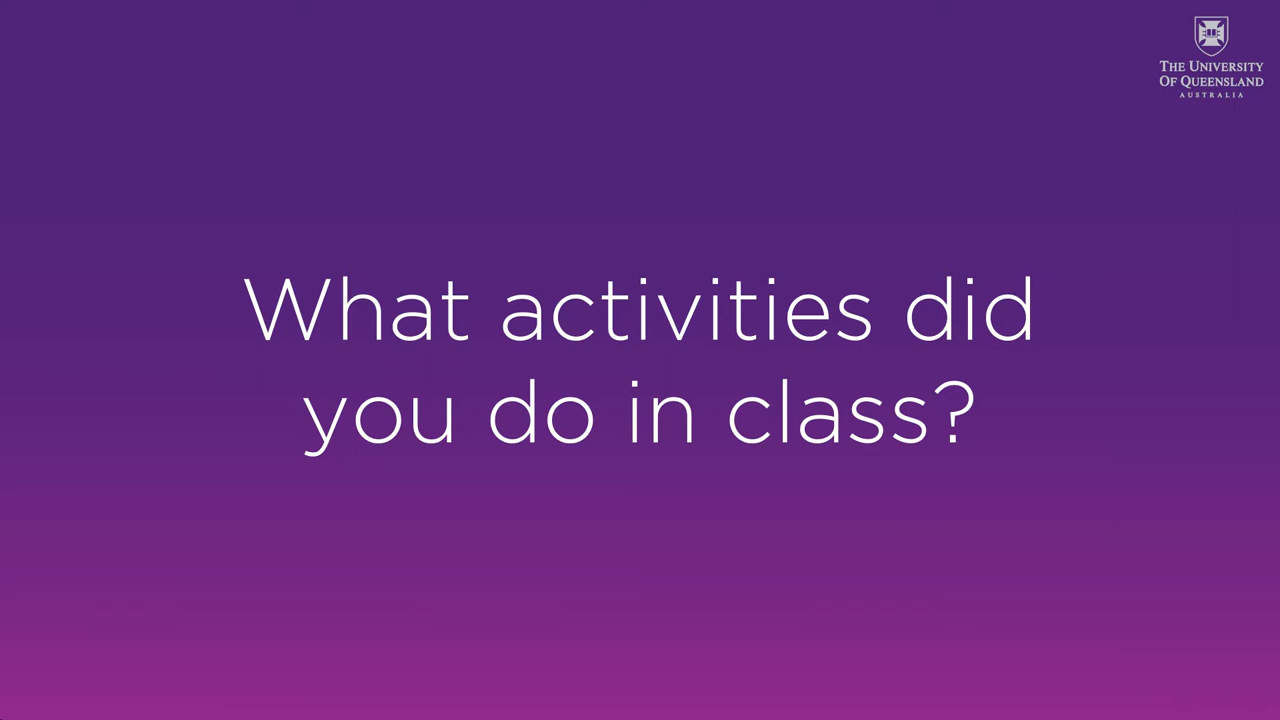 THE UNIVERSITY
OF QUEENSLAND
AUSTRALIA
What activities did
you do in class?